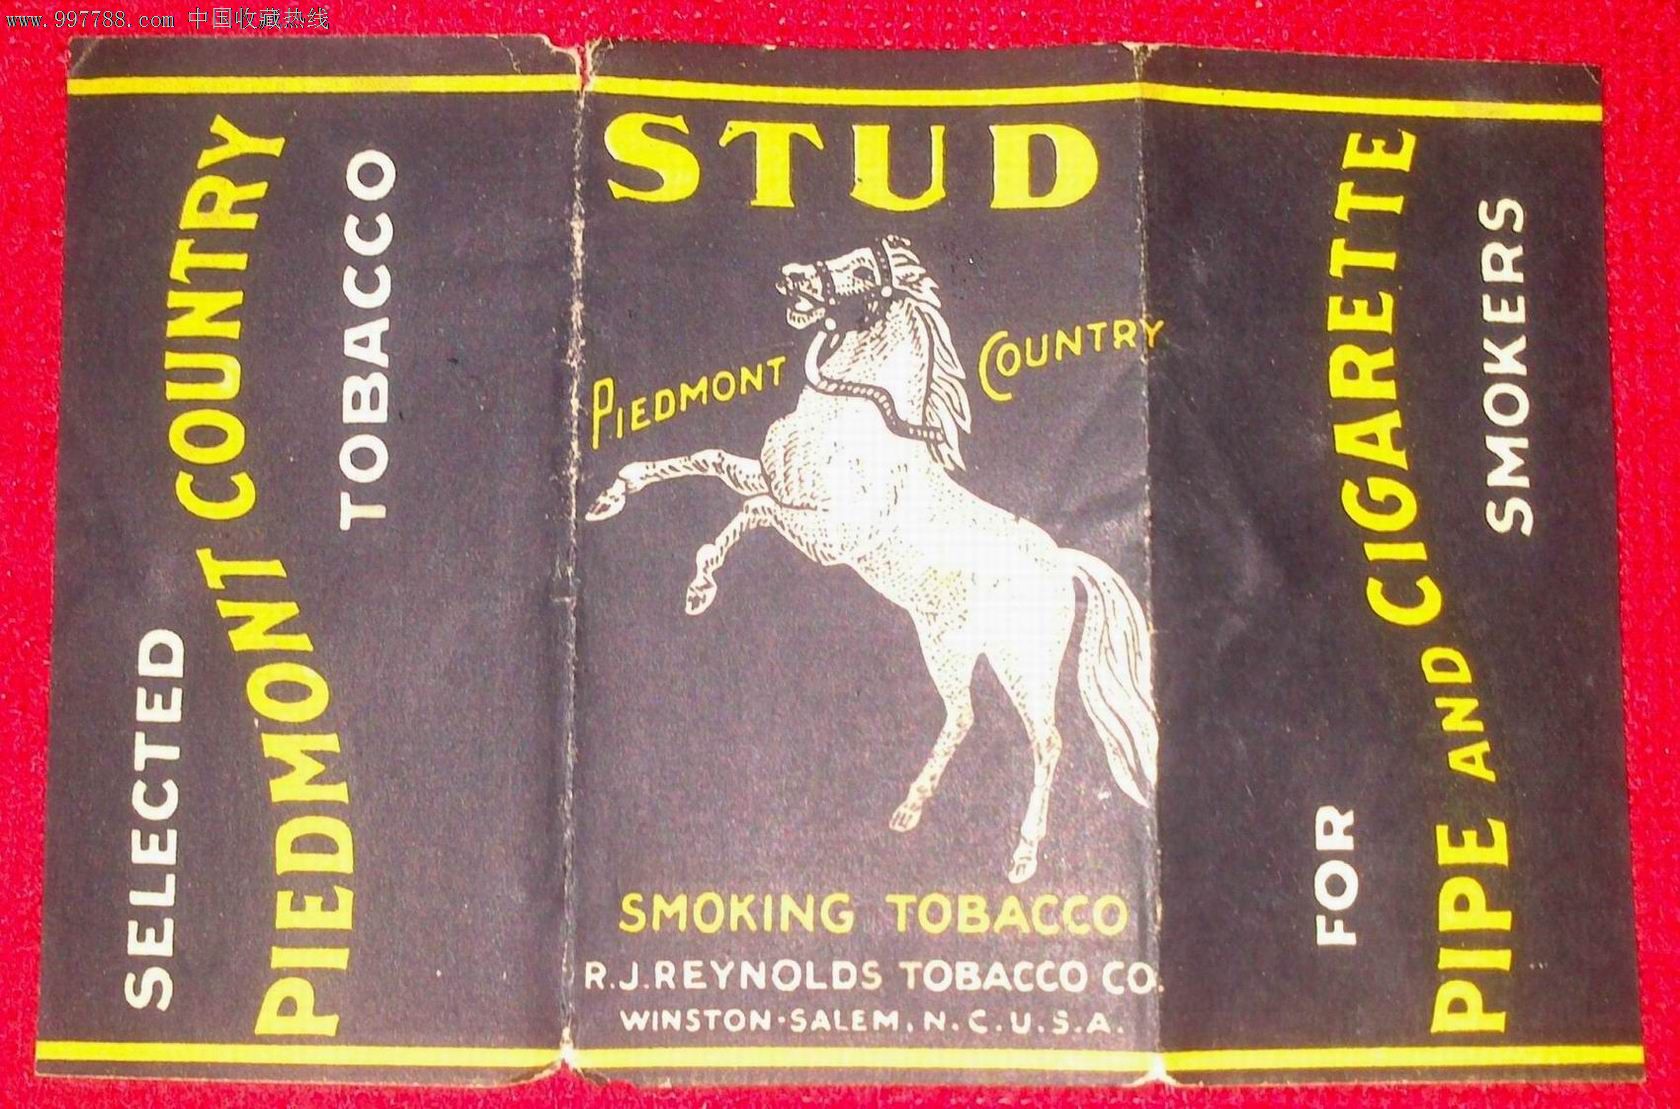 www.997788.com 中国收藏热线
SELECTED
PIEDMONT COUNTRY
TOBACCO
STUD
PIEDMONT COUNTRY
SMOKING TOBACCO
R.J.REYNOLDS TOBACCO CO.
WINSTON-SALEM, N.C.U.S.A.
FOR
PIPE AND CIGARETTE
SMOKERS